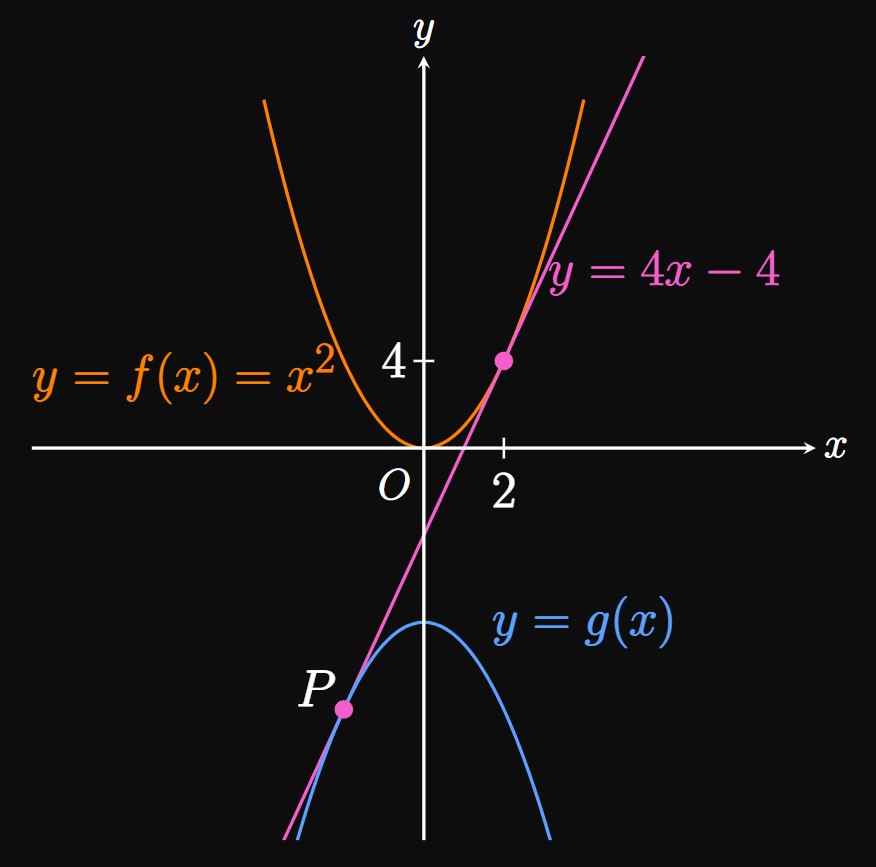 y
y = 4x − 4
4
y = f(x) = x²
x
O
2
y = g(x)
P